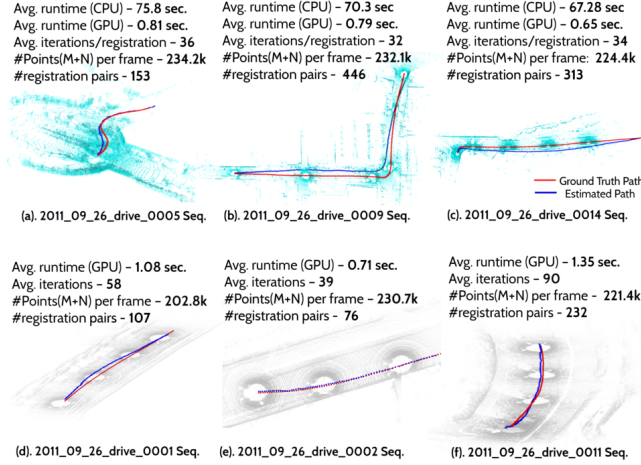 Avg. runtime (CPU) – 75.8 sec.
Avg. runtime (GPU) – 0.81 sec.
Avg. iterations/registration – 36
#Points(M+N) per frame – 234.2k
#registration pairs – 153
(a). 2011_09_26_drive_0005 Seq.
Avg. runtime (CPU) – 70.3 sec
Avg. runtime (GPU) – 0.79 sec.
Avg. iterations/registration – 32
#Points(M+N) per frame – 232.1k
#registration pairs - 446
(b). 2011_09_26_drive_0009 Seq.
Avg. runtime (CPU) – 67.28 sec
Avg. runtime (GPU) – 0.65 sec.
Avg. iterations/registration – 34
#Points(M+N) per frame: 224.4k
#registration pairs - 313
Ground Truth Path
Estimated Path
(c). 2011_09_26_drive_0014 Seq.
Avg. runtime (GPU) – 1.08 sec.
Avg. iterations – 58
#Points(M+N) per frame – 202.8k
#registration pairs – 107
(d). 2011_09_26_drive_0001 Seq.
Avg. runtime (GPU) – 0.71 sec.
Avg. iterations – 39
#Points(M+N) per frame – 230.7k
#registration pairs - 76
(e). 2011_09_26_drive_0002 Seq.
Avg. runtime (GPU) – 1.35 sec.
Avg. iterations – 90
#Points(M+N) per frame – 221.4k
#registration pairs – 232
(f). 2011_09_26_drive_0011 Seq.